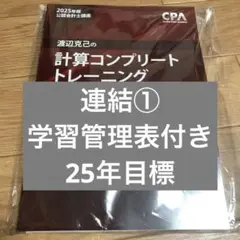 2025年版
公認会計士講座
CPA
渡辺克己の
計算コンプリート
トレーニング
連結①
学習管理表付き
25年目標